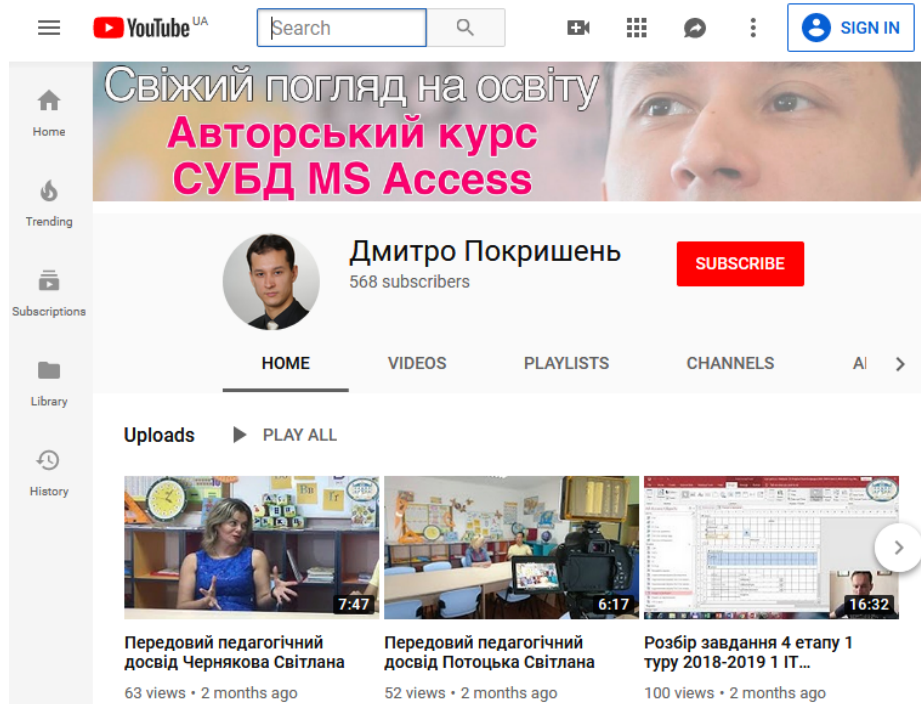 YouTube UA
Search
SIGN IN
Свіжий погляд на освіту
Авторський курс
СУБД MS Access
Home
Trending
Subscriptions
Library
History
Дмитро Покришень
568 subscribers
SUBSCRIBE
HOME VIDEOS PLAYLISTS CHANNELS
Uploads PLAY ALL
7:47
6:17
16:32
Передовий педагогічний
досвід Чернякова Світлана
63 views • 2 months ago
Передовий педагогічний
досвід Потоцька Світлана
52 views • 2 months ago
Розбір завдання 4 етапу 1
туру 2018-2019 1 ІТ...
100 views • 2 months ago